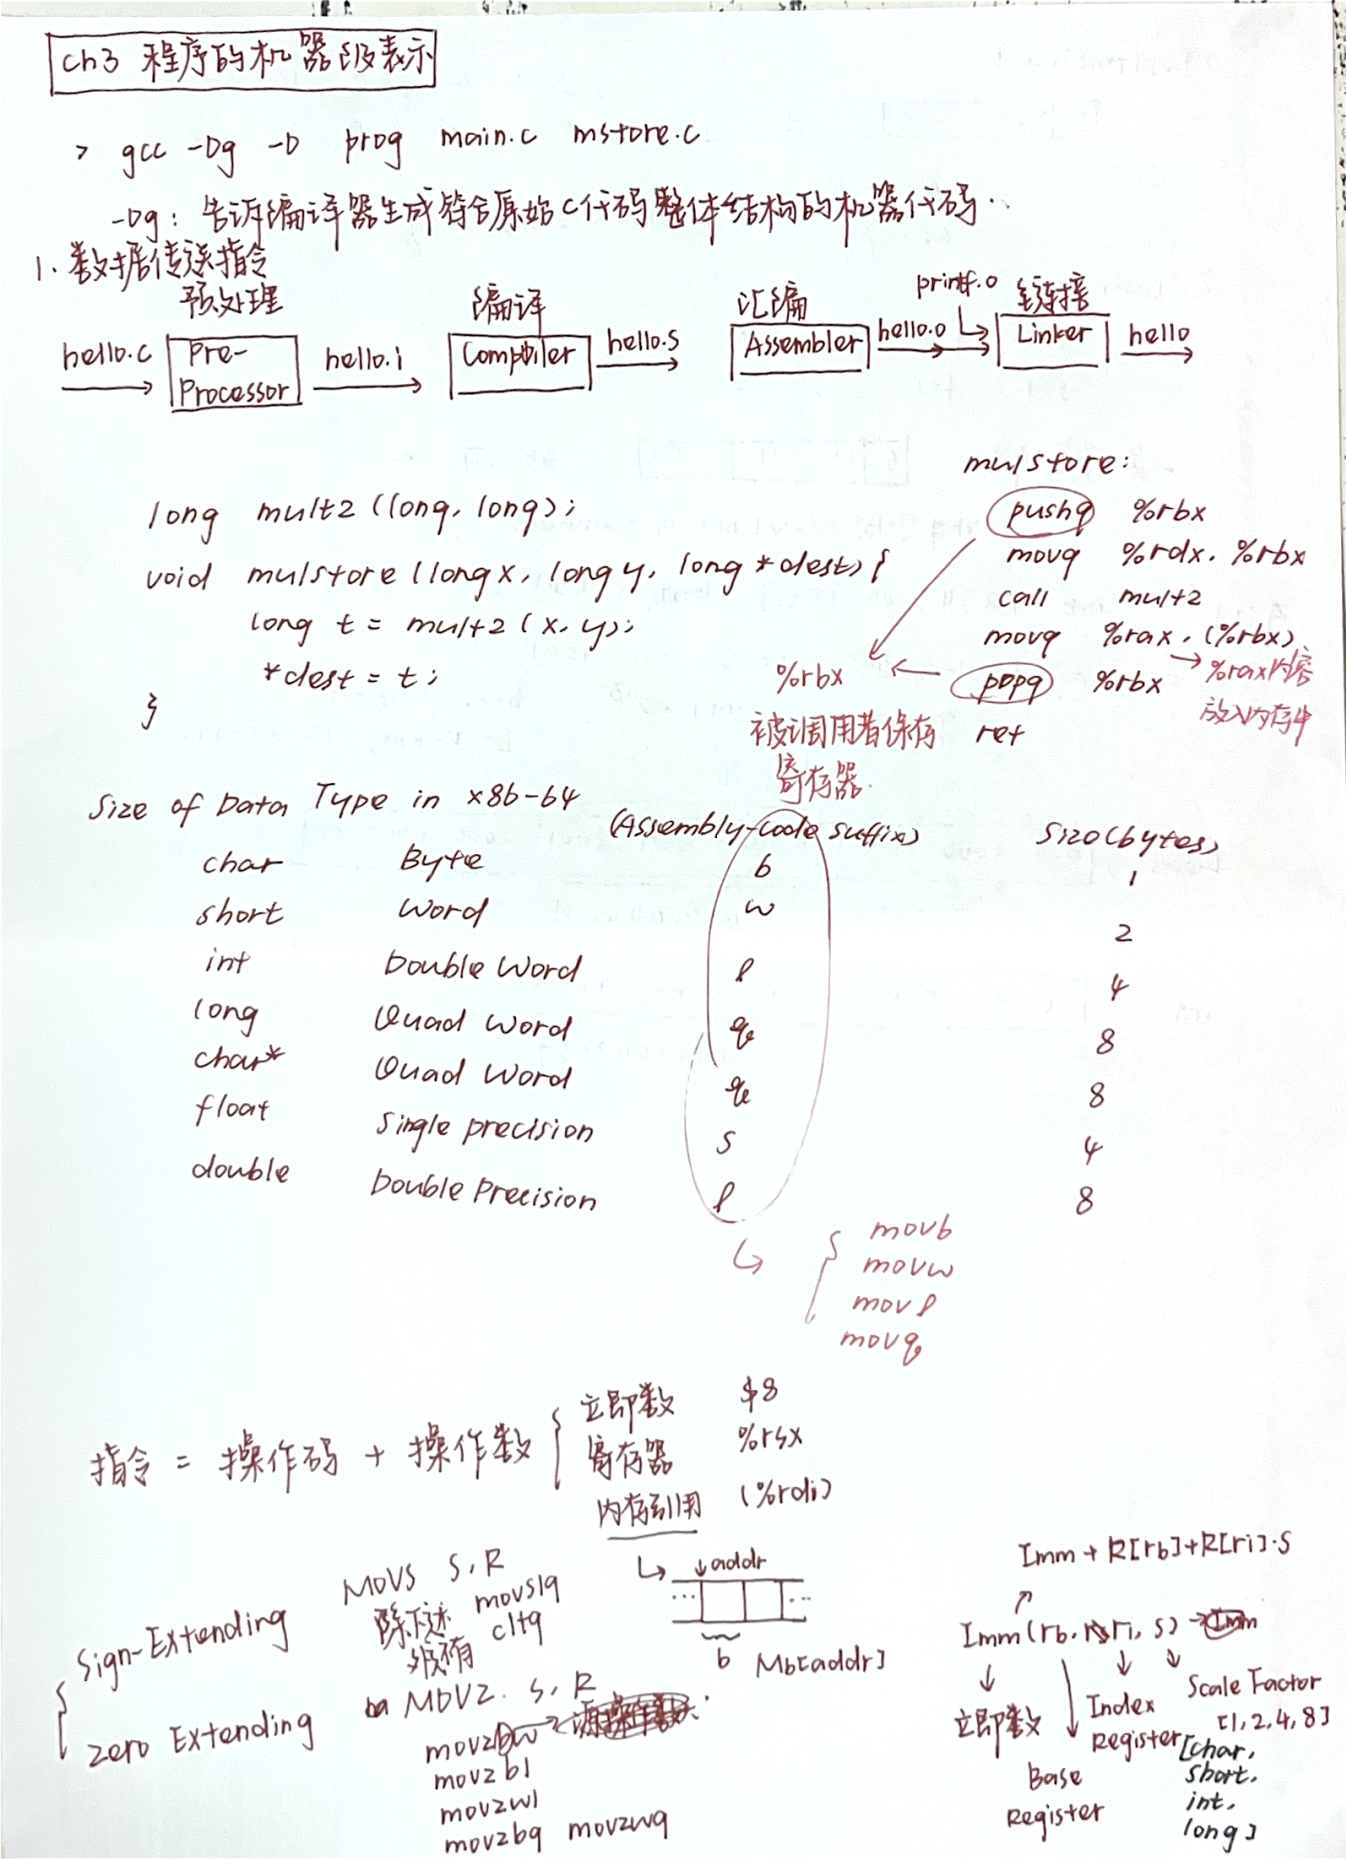 ch3 程序的机器级表示
> gcc -Og -O prog main.c mstore.c
-Og: 告诉编译器生成符合原始C代码整体结构的机器代码.
1. 数据传送指令
预处理 编译 汇编 printf.o 链接
hello.c Pre-Processor hello.i Compiler hello.s Assembler hello.o Linker hello
long mult2 (long, long);
void mulstore (long x, long y, long *dest) {
long t = mult2 (x, y);
*dest = t;
}
mulstore:
pushq %rbx
movq %rdx, %rbx
call mult2
movq %rax, (%rbx)
→ %rax内容
放入内存中
popq %rbx
ret
%rbx
被调用者保存
寄存器.
Size of Data Type in x86-64 (Assembly-code suffix) Size (bytes)
char Byte b 1
short Word w 2
int Double Word l 4
long Quad Word q 8
char* Quad Word q 8
float Single precision s 4
double Double Precision l 8
movb
movw
movl
movq
指令 = 操作码 + 操作数
立即数 $8
寄存器 %rsx
内存引用 (%rdi)
↓addr
... ...
b Mb[addr]
Sign-Extending
MOVS S, R
除下述 movslq
cltq
zero Extending
MOVZ. S, R
movzbw
movzbl
movzwl
movzbq movzwq
Imm + R[rb]+R[ri]·S
Imm(rb, ri, s)
立即数
Base Register
Index Register
Scale Factor
[1, 2, 4, 8]
[char,
short,
int,
long]